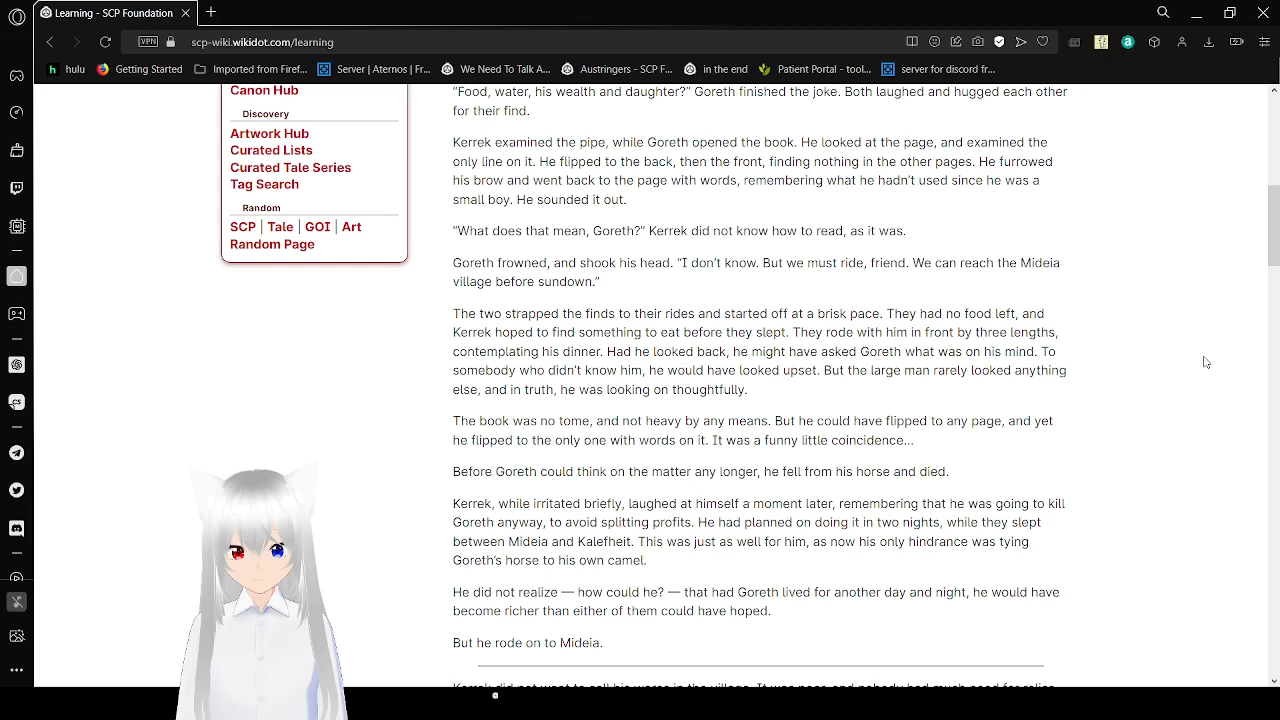 Learning - SCP Foundation
VPN
scp-wiki.wikidot.com/learning
hulu
Getting Started
Imported from Firef...
Server | Aternos | Fr...
We Need To Talk A...
Austringers - SCP F...
in the end
Patient Portal - tool...
server for discord fr...
Canon Hub
Discovery
Artwork Hub
Curated Lists
Curated Tale Series
Tag Search
Random
SCP | Tale | GOI | Art
Random Page
“Food, water, his wealth and daughter?” Goreth finished the joke. Both laughed and hugged each other
for their find.
Kerrek examined the pipe, while Goreth opened the book. He looked at the page, and examined the
only line on it. He flipped to the back, then the front, finding nothing in the other pages. He furrowed
his brow and went back to the page with words, remembering what he hadn’t used since he was a
small boy. He sounded it out.
“What does that mean, Goreth?” Kerrek did not know how to read, as it was.
Goreth frowned, and shook his head. “I don’t know. But we must ride, friend. We can reach the Mideia
village before sundown.”
The two strapped the finds to their rides and started off at a brisk pace. They had no food left, and
Kerrek hoped to find something to eat before they slept. They rode with him in front by three lengths,
contemplating his dinner. Had he looked back, he might have asked Goreth what was on his mind. To
somebody who didn’t know him, he would have looked upset. But the large man rarely looked anything
else, and in truth, he was looking on thoughtfully.
The book was no tome, and not heavy by any means. But he could have flipped to any page, and yet
he flipped to the only one with words on it. It was a funny little coincidence…
Before Goreth could think on the matter any longer, he fell from his horse and died.
Kerrek, while irritated briefly, laughed at himself a moment later, remembering that he was going to kill
Goreth anyway, to avoid splitting profits. He had planned on doing it in two nights, while they slept
between Mideia and Kalefheit. This was just as well for him, as now his only hindrance was tying
Goreth’s horse to his own camel.
He did not realize — how could he? — that had Goreth lived for another day and night, he would have
become richer than either of them could have hoped.
But he rode on to Mideia.